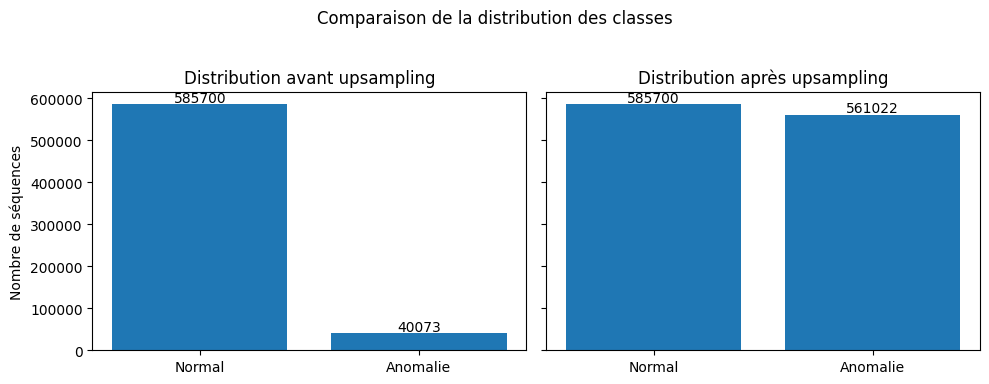 Comparaison de la distribution des classes
Distribution avant upsampling
Distribution après upsampling
Nombre de séquences
600000
500000
400000
300000
200000
100000
0
585700
40073
585700
561022
Normal
Anomalie
Normal
Anomalie